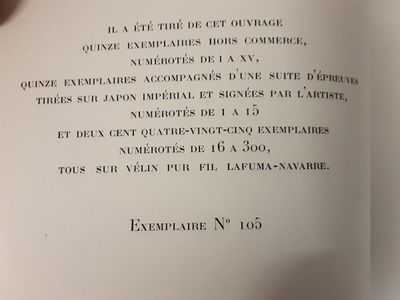 IL A ÉTÉ TIRÉ DE CET OUVRAGE
QUINZE EXEMPLAIRES HORS COMMERCE,
NUMÉROTÉS DE I A XV,
QUINZE EXEMPLAIRES ACCOMPAGNÉS D'UNE SUITE D'ÉPREUVES
TIRÉES SUR JAPON IMPÉRIAL ET SIGNÉES PAR L'ARTISTE,
NUMÉROTÉS DE 1 A 15
ET DEUX CENT QUATRE-VINGT-CINQ EXEMPLAIRES
NUMÉROTÉS DE 16 A 300,
TOUS SUR VÉLIN PUR FIL LAFUMA-NAVARRE.
EXEMPLAIRE N° 105